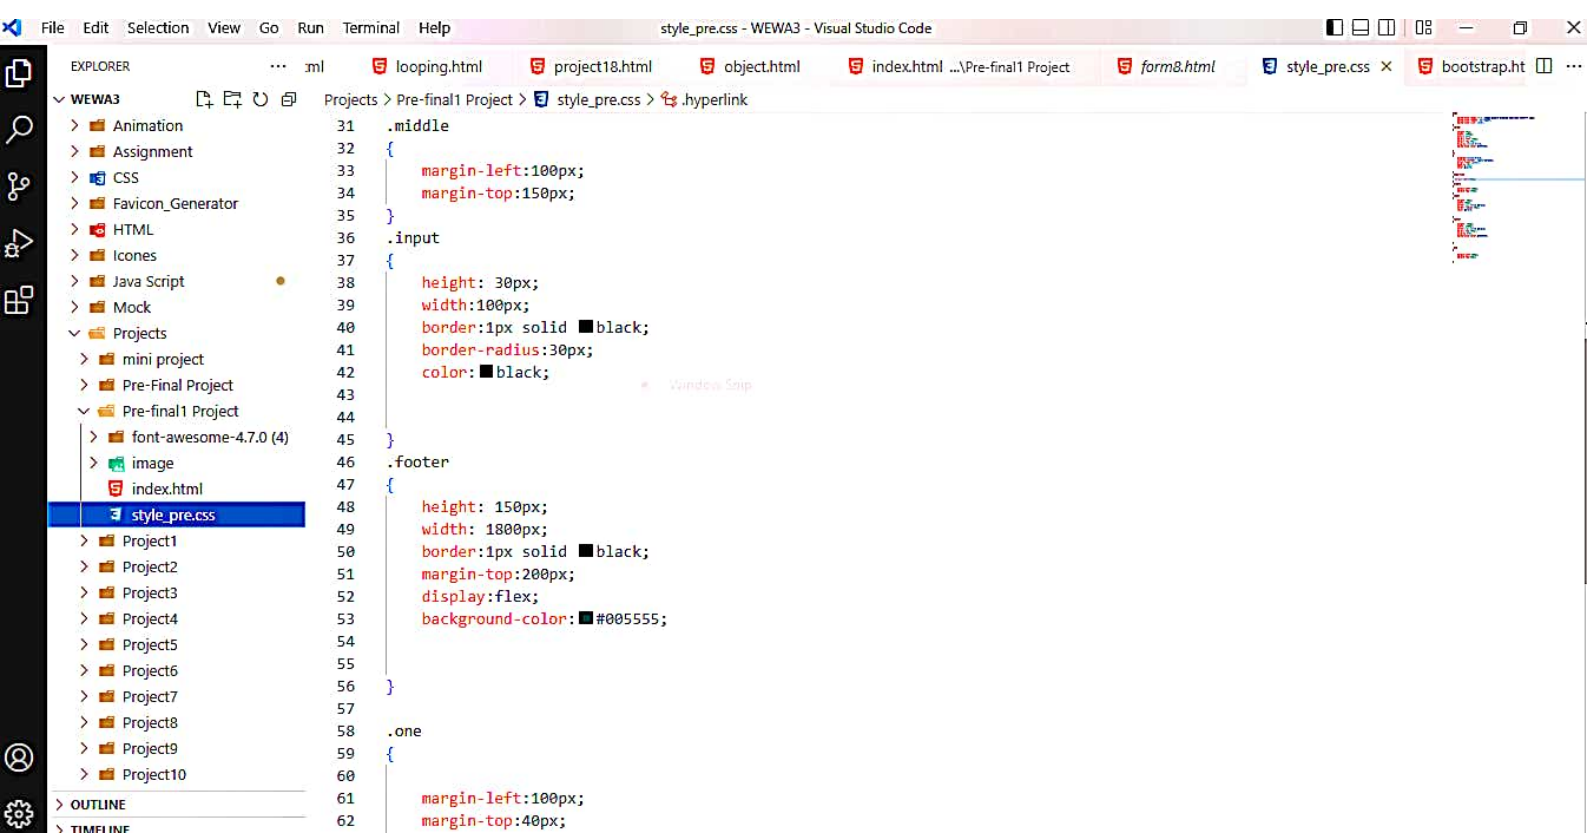 File Edit Selection View Go Run Terminal Help style_pre.css - WEWA3 - Visual Studio Code
EXPLORER ··· :ml looping.html project18.html object.html index.html ...\Pre-final1 Project form8.html style_pre.css × bootstrap.ht ···
WEWA3
Projects > Pre-final1 Project > style_pre.css > .hyperlink
Animation
Assignment
CSS
Favicon_Generator
HTML
Icones
Java Script
Mock
Projects
mini project
Pre-Final Project
Pre-final1 Project
font-awesome-4.7.0 (4)
image
index.html
style_pre.css
Project1
Project2
Project3
Project4
Project5
Project6
Project7
Project8
Project9
Project10
OUTLINE
TIMELINE
31 .middle
32 {
33 margin-left:100px;
34 margin-top:150px;
35 }
36 .input
37 {
38 height: 30px;
39 width:100px;
40 border:1px solid black;
41 border-radius:30px;
42 color: black;
43
44
45 }
46 .footer
47 {
48 height: 150px;
49 width: 1800px;
50 border:1px solid black;
51 margin-top:200px;
52 display:flex;
53 background-color: #005555;
54
55
56 }
57
58 .one
59 {
60
61 margin-left:100px;
62 margin-top:40px;
Window Snip